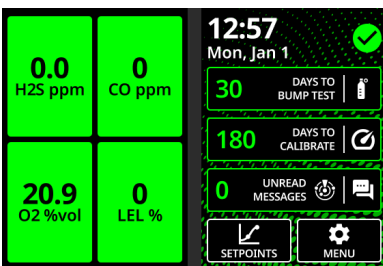 0.0
H2S ppm
0
CO ppm
20.9
O2 %vol
0
LEL %
12:57
Mon, Jan 1
30
DAYS TO
BUMP TEST
180
DAYS TO
CALIBRATE
0
UNREAD
MESSAGES
SETPOINTS
MENU